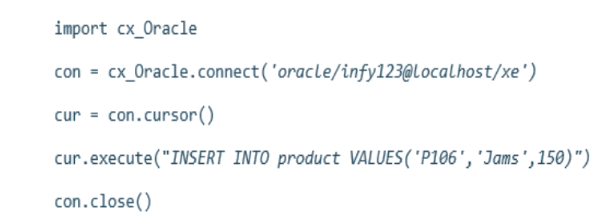 import cx_Oracle
con = cx_Oracle.connect('oracle/infy123@localhost/xe')
cur = con.cursor()
cur.execute("INSERT INTO product VALUES('P106','Jams',150)")
con.close()